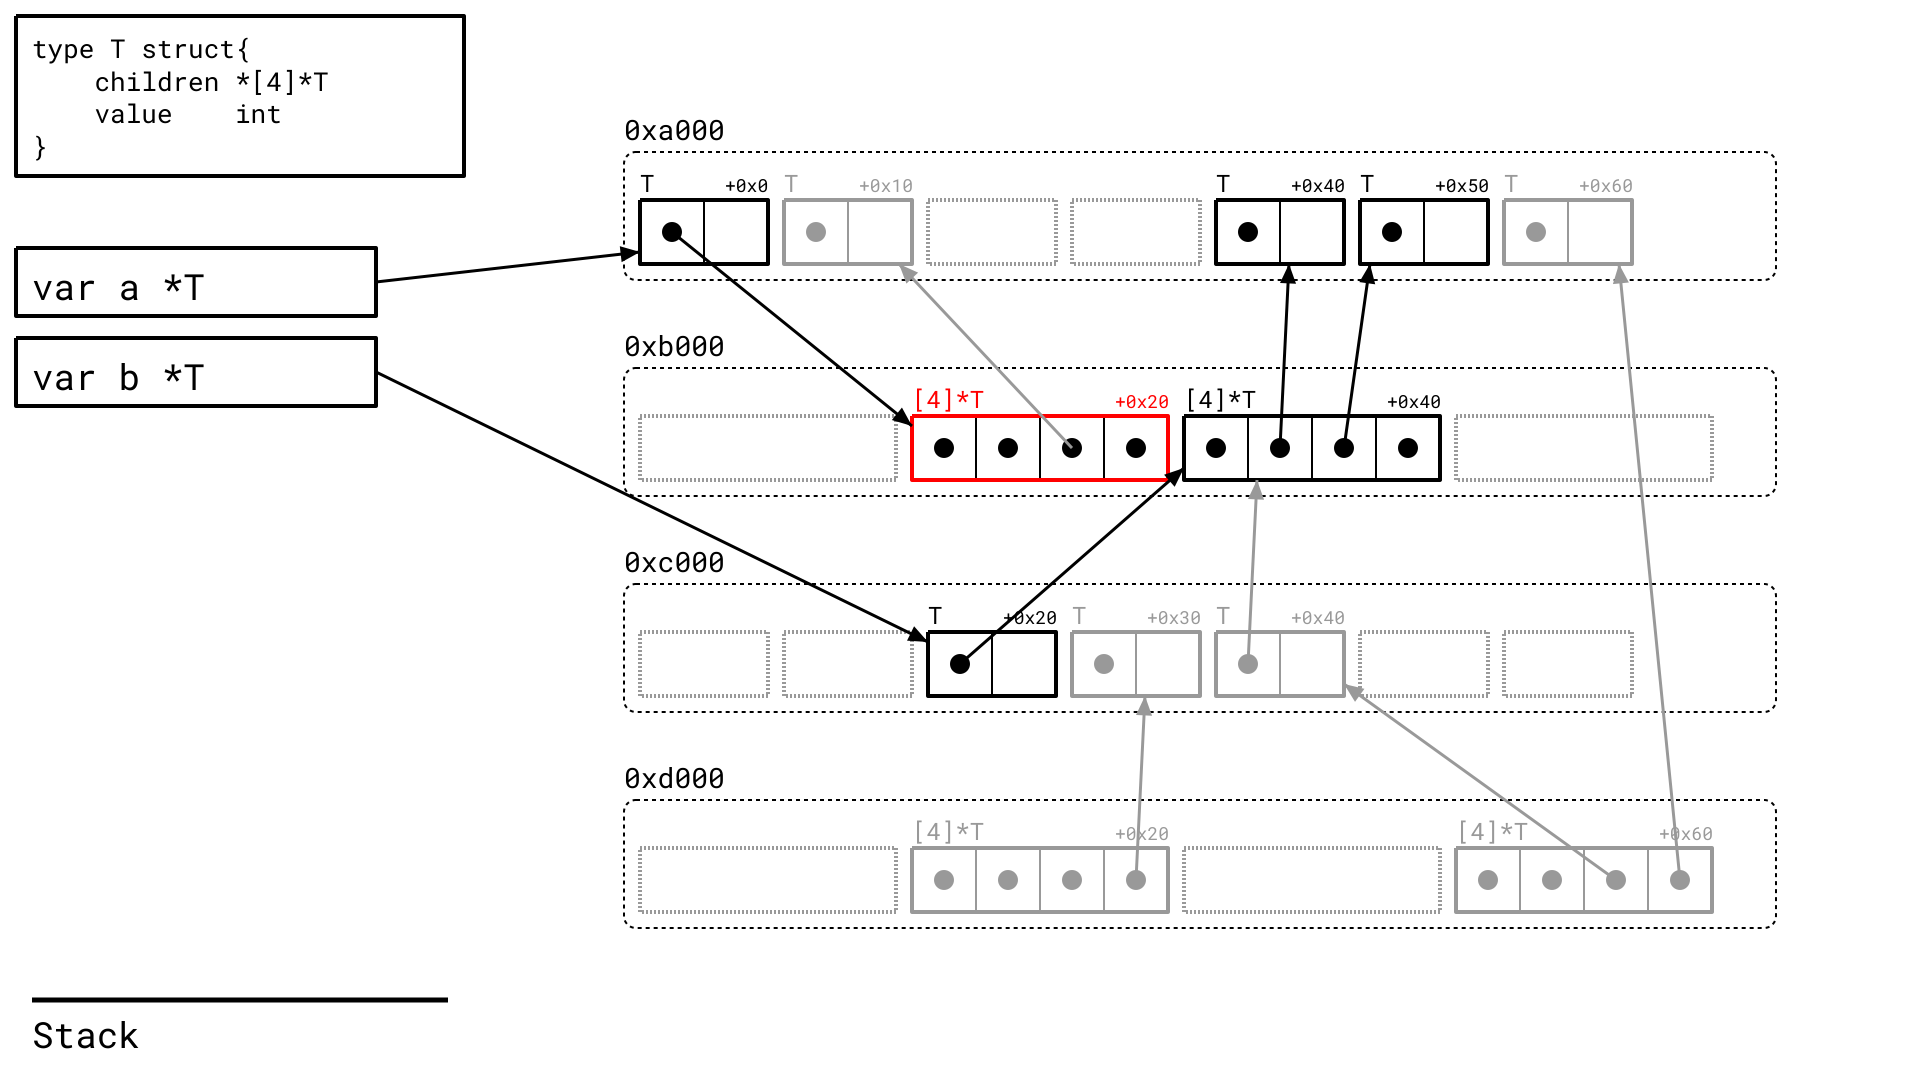 type T struct{
    children *[4]*T
    value    int
}
var a *T
var b *T
0xa000
T +0x0 T +0x10 T +0x40 T +0x50 T +0x60
0xb000
[4]*T +0x20 [4]*T +0x40
0xc000
T +0x20 T +0x30 T +0x40
0xd000
[4]*T +0x20 [4]*T +0x60
Stack